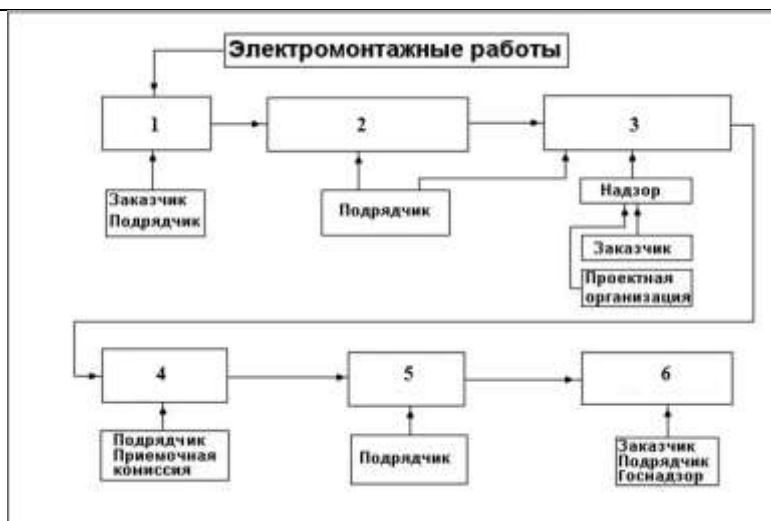 Электромонтажные работы
1
2
3
Заказчик
Подрядчик
Подрядчик
Надзор
Заказчик
Проектная
организация
4
5
6
Подрядчик
Приемочная
комиссия
Подрядчик
Заказчик
Подрядчик
Госнадзор